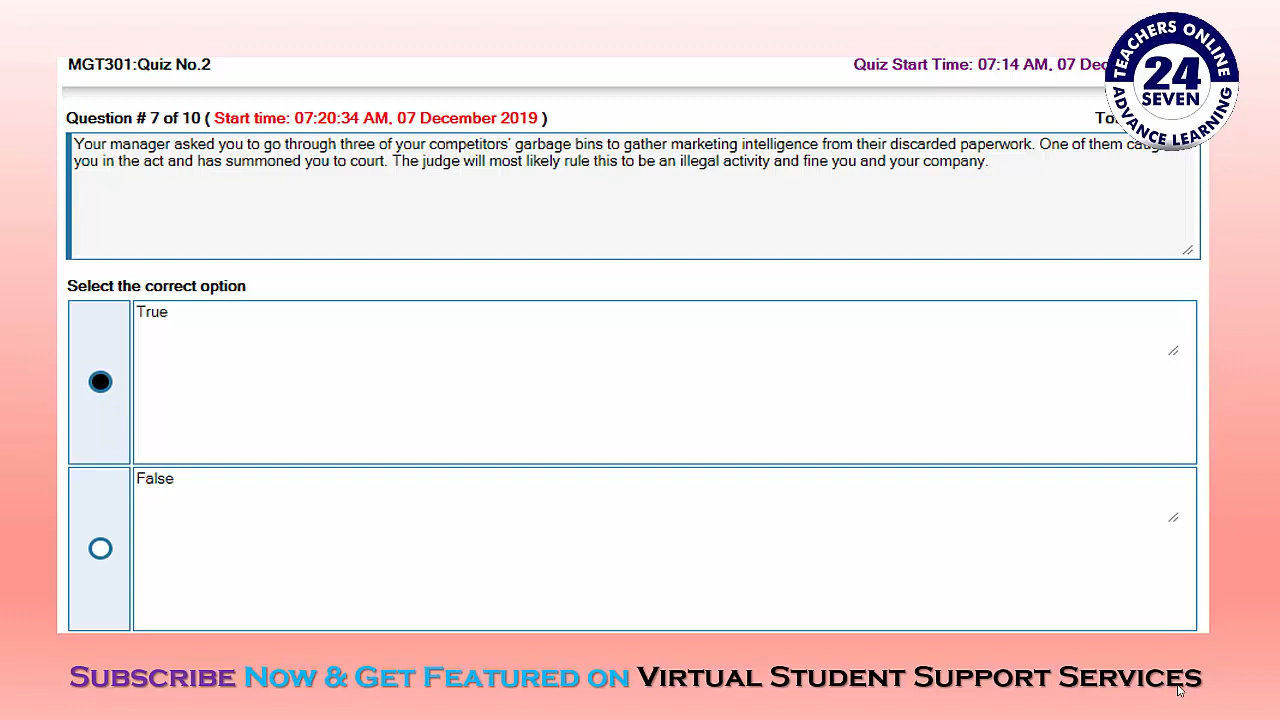 MGT301:Quiz No.2
Quiz Start Time: 07:14 AM, 07
TEACHERS ONLINE
24
SEVEN
ADVANCE LEARNING
Question # 7 of 10 ( Start time: 07:20:34 AM, 07 December 2019 )
Your manager asked you to go through three of your competitors' garbage bins to gather marketing intelligence from their discarded paperwork. One of them
you in the act and has summoned you to court. The judge will most likely rule this to be an illegal activity and fine you and your company.
Select the correct option
True
False
Subscribe Now & Get Featured on Virtual Student Support Services